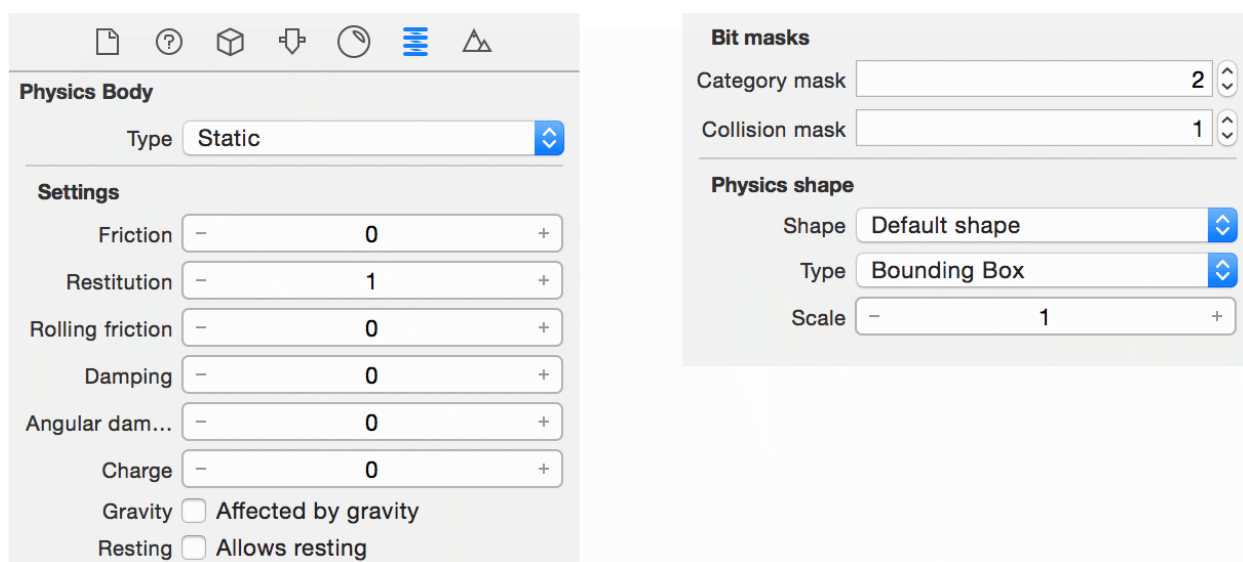 Physics Body
Type Static
Settings
Friction − 0 +
Restitution − 1 +
Rolling friction − 0 +
Damping − 0 +
Angular dam... − 0 +
Charge − 0 +
Gravity Affected by gravity
Resting Allows resting
Bit masks
Category mask 2
Collision mask 1
Physics shape
Shape Default shape
Type Bounding Box
Scale − 1 +